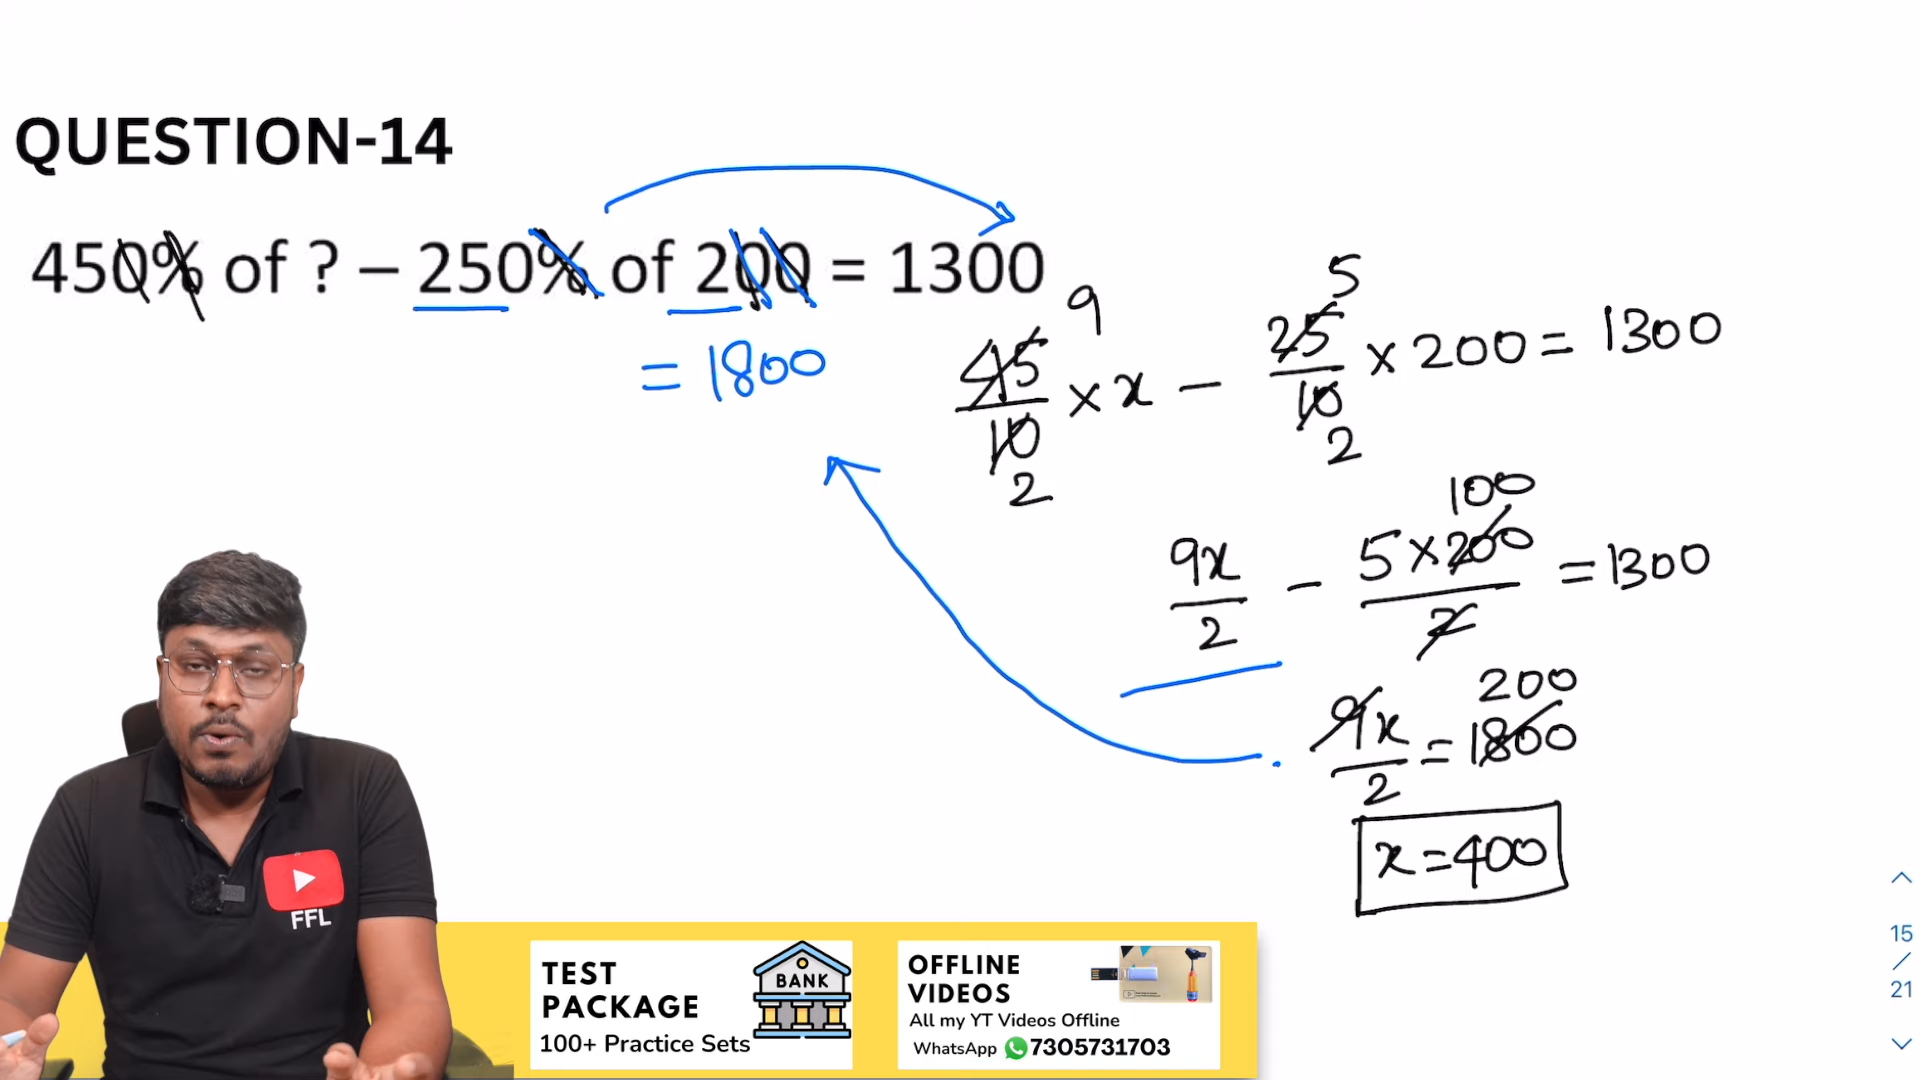 QUESTION-14
450% of ? – 250% of 200 = 1300
= 1800
9
5
45/10 × x – 25/10 × 200 = 1300
2
2
100
9x/2 – 5 × 200/2 = 1300
200
9x/2 = 1800
x = 400
FFL
TEST
PACKAGE
100+ Practice Sets
BANK
OFFLINE
VIDEOS
All my YT Videos Offline
WhatsApp 7305731703
15
/
21